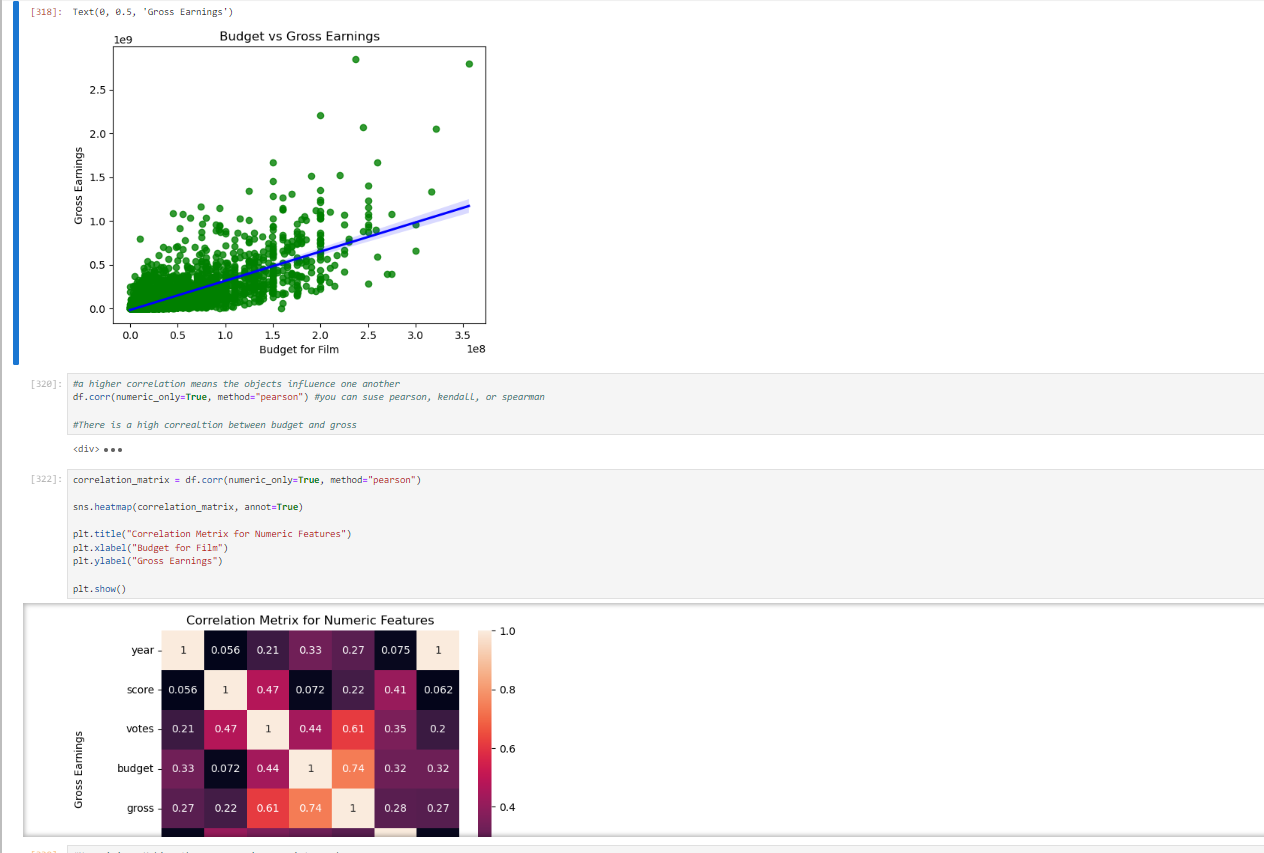 [318]: Text(0, 0.5, 'Gross Earnings')
Budget vs Gross Earnings
1e9
2.5
2.0
1.5
1.0
0.5
0.0
Gross Earnings
0.0 0.5 1.0 1.5 2.0 2.5 3.0 3.5
Budget for Film
1e8
[320]: #a higher correlation means the objects influence one another
df.corr(numeric_only=True, method="pearson") #you can suse pearson, kendall, or spearman
#There is a high correaltion between budget and gross
<div> •••
[322]: correlation_matrix = df.corr(numeric_only=True, method="pearson")
sns.heatmap(correlation_matrix, annot=True)
plt.title("Correlation Metrix for Numeric Features")
plt.xlabel("Budget for Film")
plt.ylabel("Gross Earnings")
plt.show()
Correlation Metrix for Numeric Features
year 1 0.056 0.21 0.33 0.27 0.075 1
score 0.056 1 0.47 0.072 0.22 0.41 0.062
votes 0.21 0.47 1 0.44 0.61 0.35 0.2
budget 0.33 0.072 0.44 1 0.74 0.32 0.32
gross 0.27 0.22 0.61 0.74 1 0.28 0.27
Gross Earnings
1.0
0.8
0.6
0.4